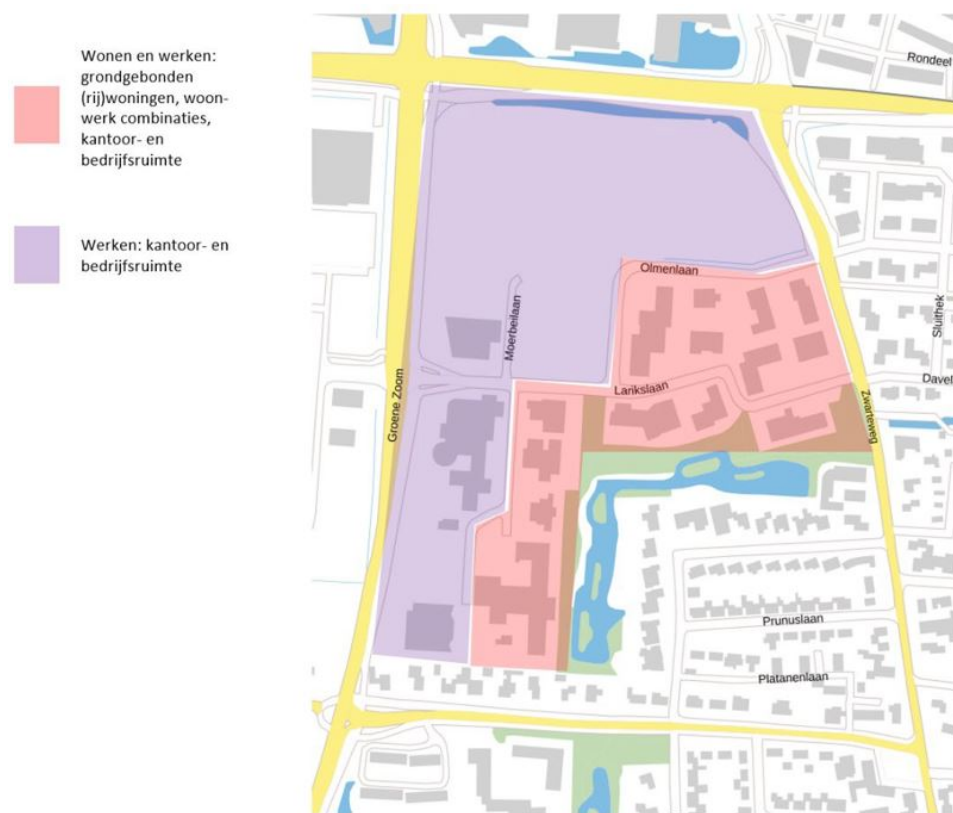 Wonen en werken:
grondgebonden
(rij)woningen, woon-
werk combinaties,
kantoor- en
bedrijfsruimte
Werken: kantoor- en
bedrijfsruimte
Rondeel
Olmenlaan
Moerbeilaan
Sluithek
Larikslaan
Davel
Groene Zoom
Zwarteweg
Prunuslaan
Platanenlaan